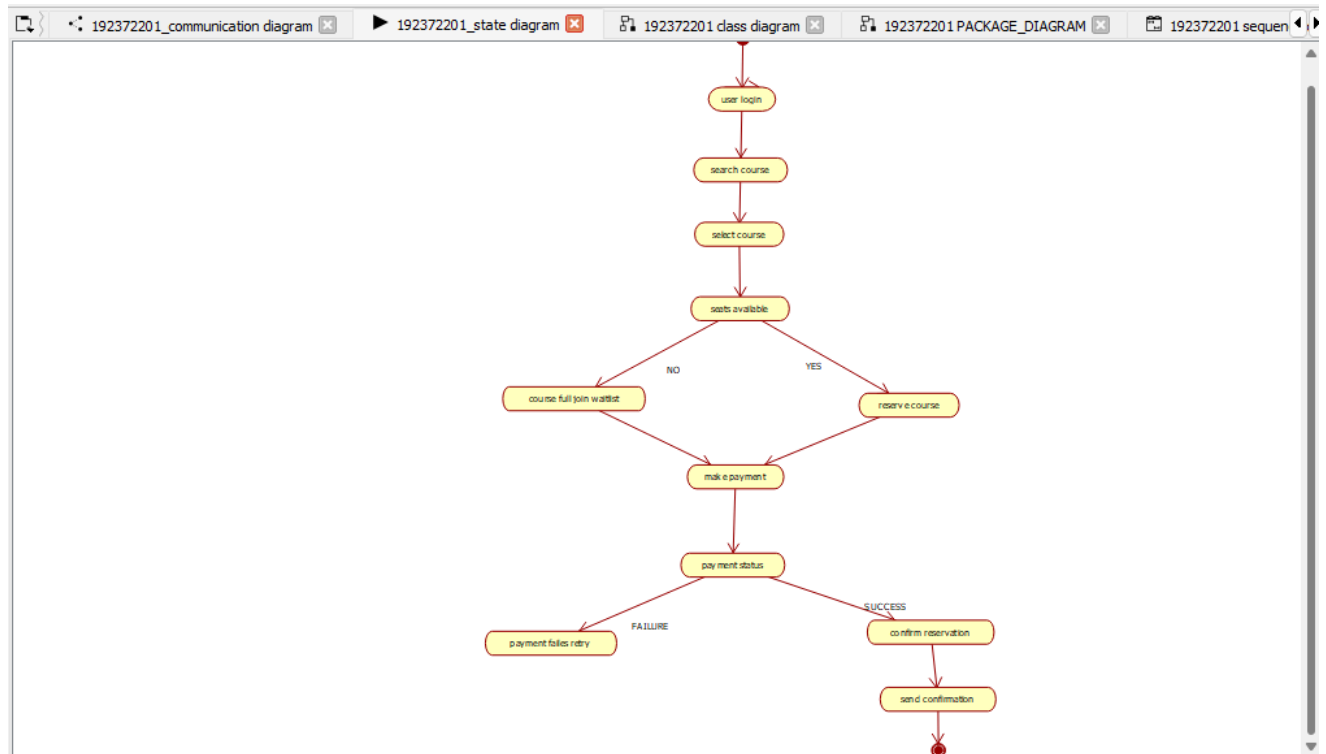 192372201_communication diagram
192372201_state diagram
192372201 class diagram
192372201 PACKAGE_DIAGRAM
192372201 sequen
user login
search course
select course
seats available
NO
YES
course full join waitlist
reserve course
make payment
payment status
SUCCESS
FAILURE
confirm reservation
payment failes retry
send confirmation